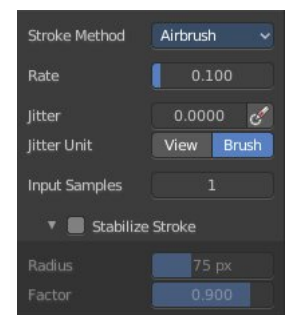 Stroke Method Airbrush
Rate 0.100
Jitter 0.0000
Jitter Unit View Brush
Input Samples 1
Stabilize Stroke
Radius 75 px
Factor 0.900